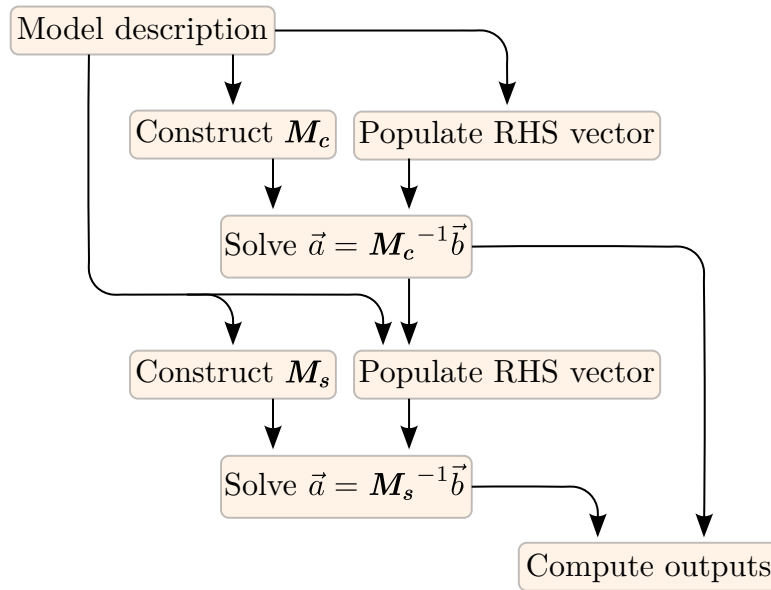 Model description
Construct M_c
Populate RHS vector
Solve \vec{a} = M_c^{-1}\vec{b}
Construct M_s
Populate RHS vector
Solve \vec{a} = M_s^{-1}\vec{b}
Compute outputs